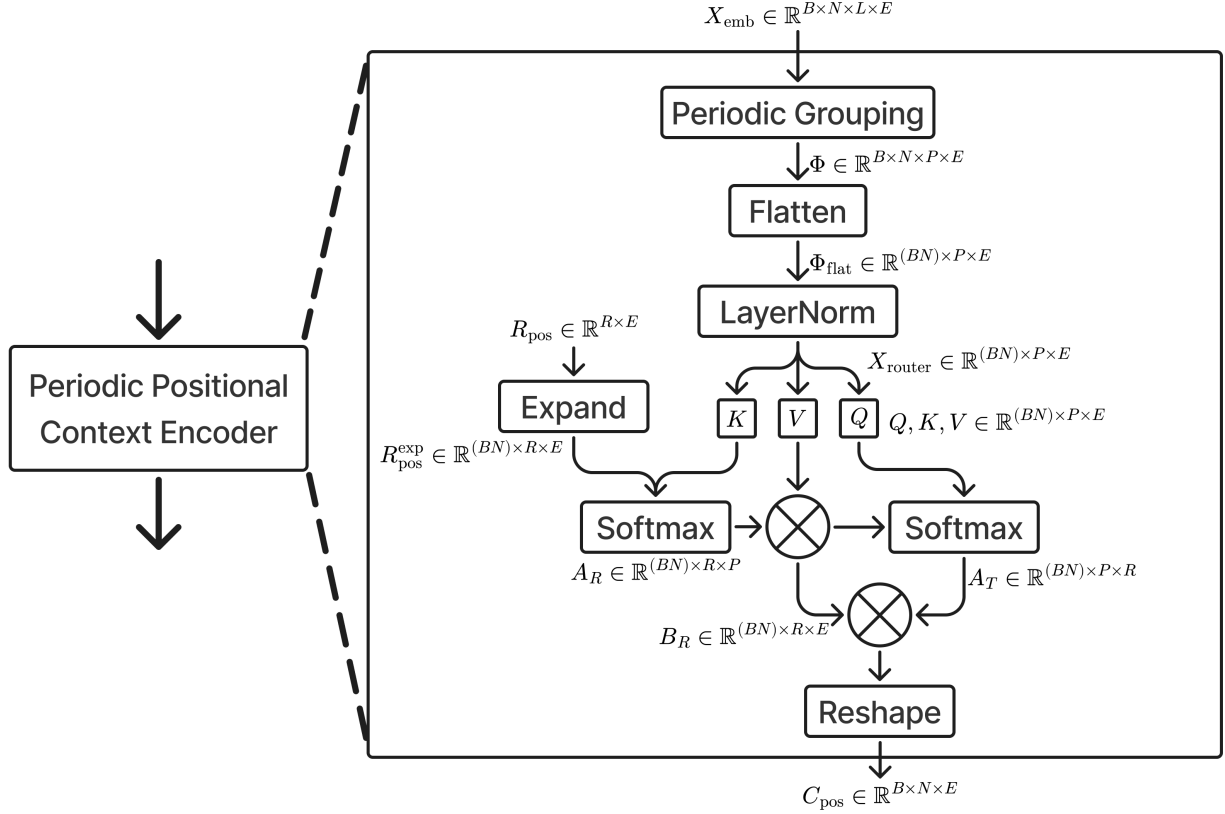 X_emb ∈ ℝ^{B×N×L×E}
Periodic Grouping
Φ ∈ ℝ^{B×N×P×E}
Flatten
Φ_flat ∈ ℝ^{(BN)×P×E}
LayerNorm
R_pos ∈ ℝ^{R×E}
X_router ∈ ℝ^{(BN)×P×E}
Expand
K
V
Q
Q, K, V ∈ ℝ^{(BN)×P×E}
R_pos^exp ∈ ℝ^{(BN)×R×E}
Periodic Positional
Context Encoder
Softmax
Softmax
A_R ∈ ℝ^{(BN)×R×P}
A_T ∈ ℝ^{(BN)×P×R}
B_R ∈ ℝ^{(BN)×R×E}
Reshape
C_pos ∈ ℝ^{B×N×E}